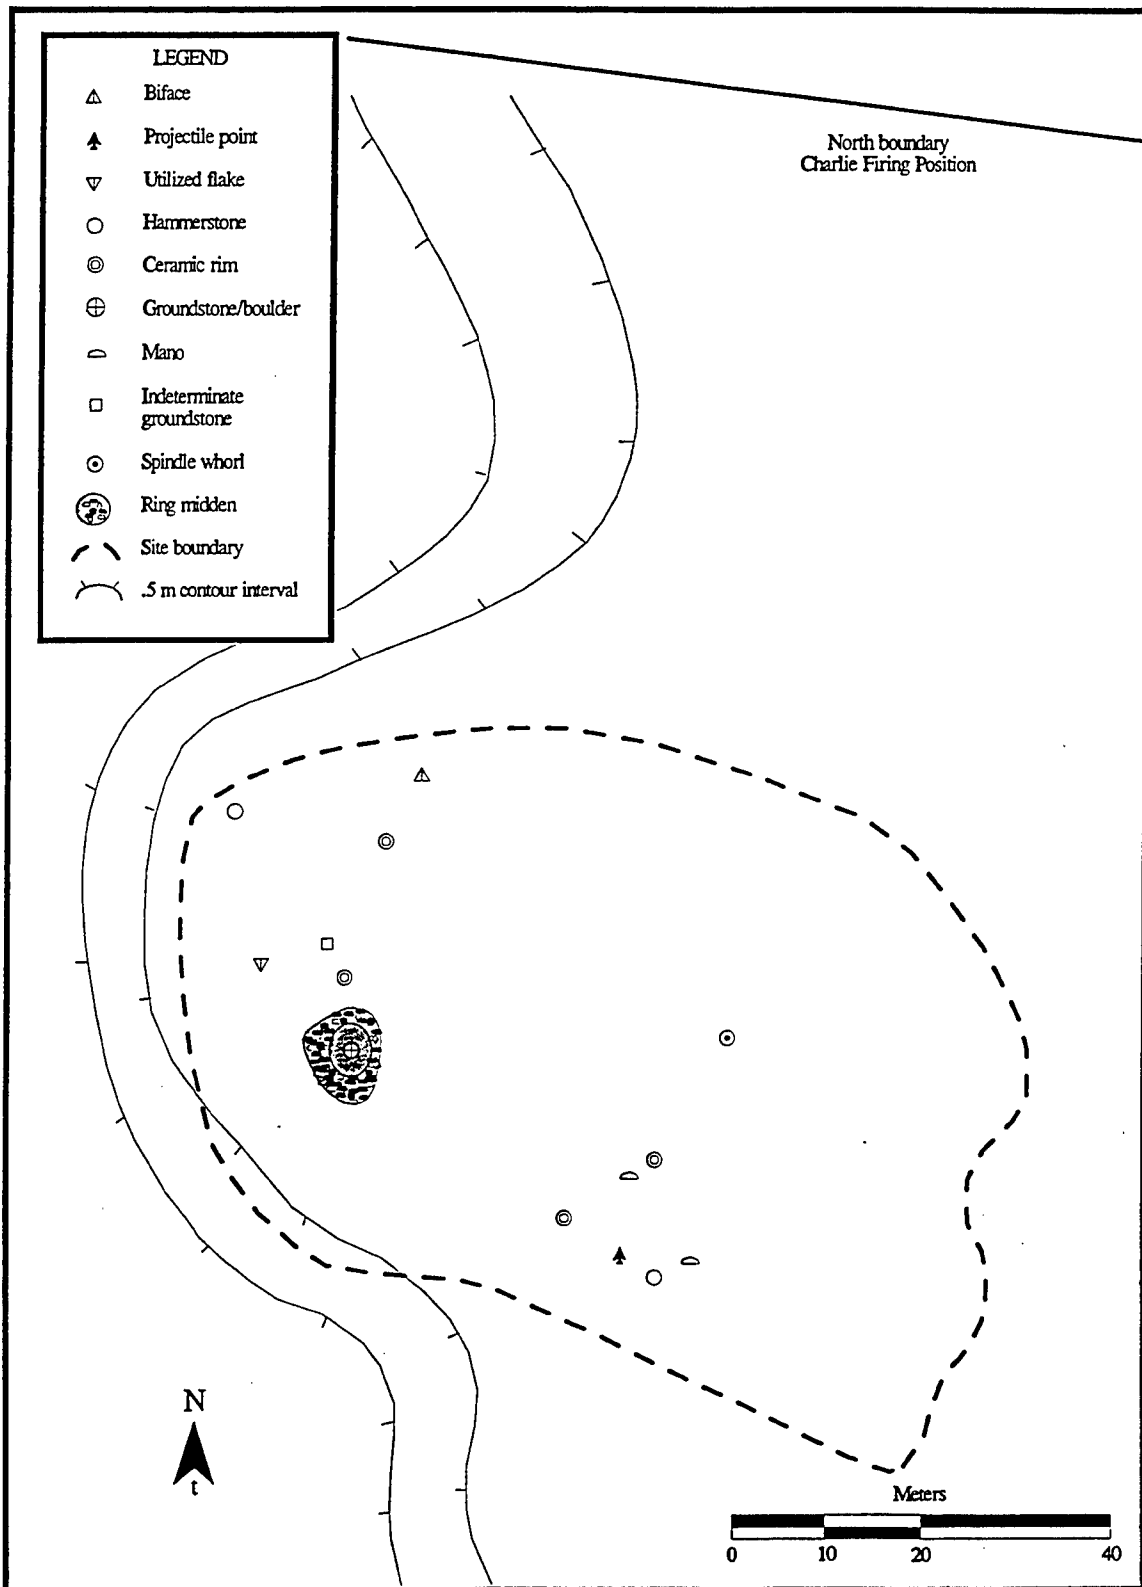 LEGEND
Biface
Projectile point
Utilized flake
Hammerstone
Ceramic rim
Groundstone/boulder
Mano
Indeterminate
groundstone
Spindle whorl
Ring midden
Site boundary
.5 m contour interval
North boundary
Charlie Firing Position
N
t
Meters
0 10 20 40